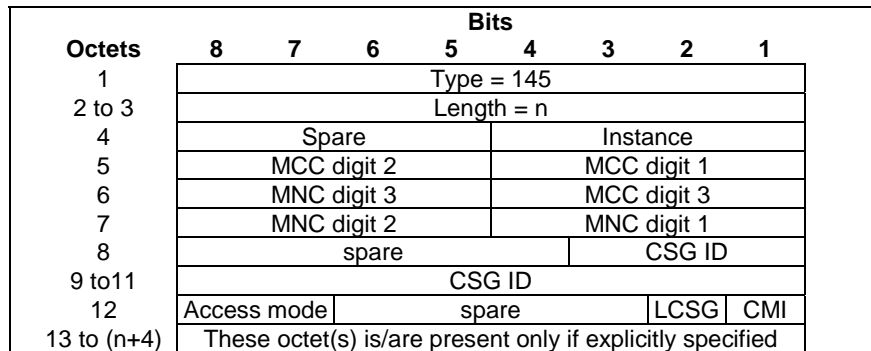 Bits
Octets 8 7 6 5 4 3 2 1
1 Type = 145
2 to 3 Length = n
4 Spare Instance
5 MCC digit 2 MCC digit 1
6 MNC digit 3 MCC digit 3
7 MNC digit 2 MNC digit 1
8 spare CSG ID
9 to11 CSG ID
12 Access mode spare LCSG CMI
13 to (n+4) These octet(s) is/are present only if explicitly specified